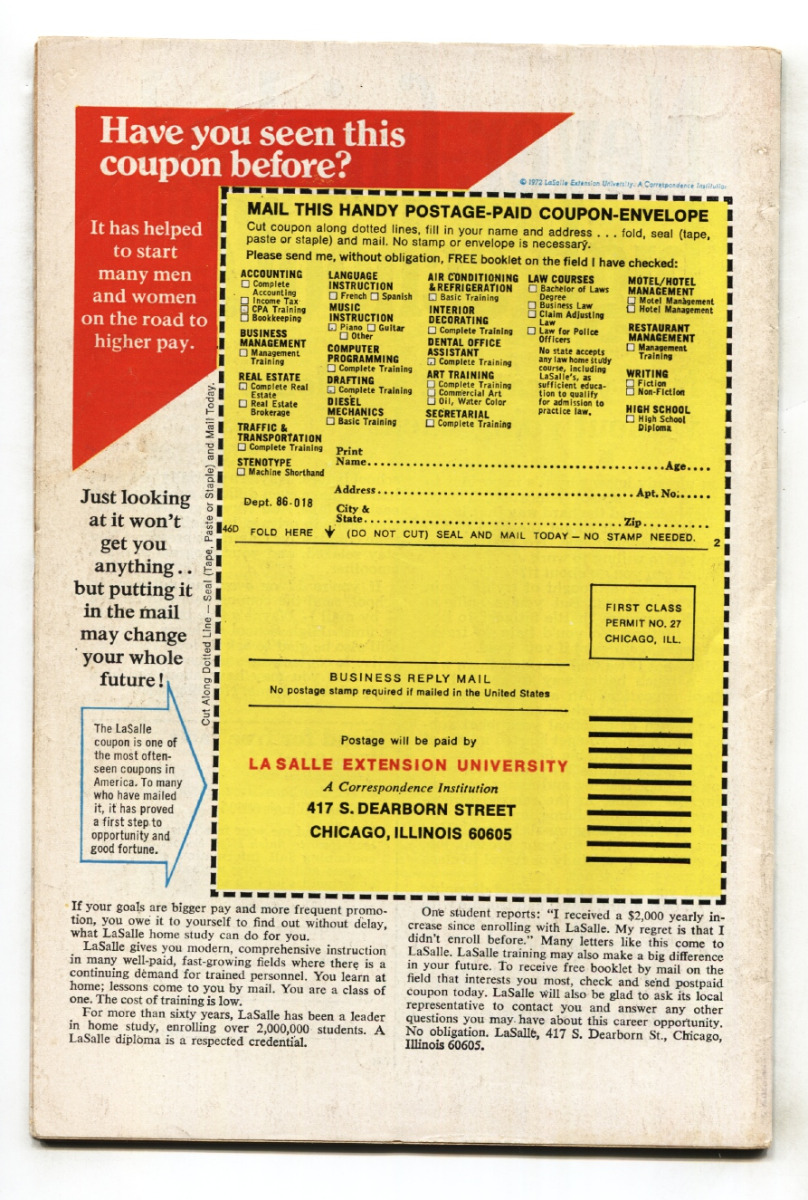 Have you seen this
coupon before?
© 1972 LaSalle Extension University: A Correspondence Institution
It has helped
to start
many men
and women
on the road to
higher pay.
MAIL THIS HANDY POSTAGE-PAID COUPON-ENVELOPE
Cut coupon along dotted lines, fill in your name and address . . . fold, seal (tape,
paste or staple) and mail. No stamp or envelope is necessary.
Please send me, without obligation, FREE booklet on the field I have checked:
ACCOUNTING
Complete
Accounting
Income Tax
CPA Training
Bookkeeping
BUSINESS
MANAGEMENT
Management
Training
REAL ESTATE
Complete Real
Estate
Real Estate
Brokerage
TRAFFIC &
TRANSPORTATION
Complete Training
STENOTYPE
Machine Shorthand
LANGUAGE
INSTRUCTION
French Spanish
MUSIC
INSTRUCTION
Piano Guitar
Other
COMPUTER
PROGRAMMING
Complete Training
DRAFTING
Complete Training
DIESEL
MECHANICS
Basic Training
AIR CONDITIONING
& REFRIGERATION
Basic Training
INTERIOR
DECORATING
Complete Training
DENTAL OFFICE
ASSISTANT
Complete Training
ART TRAINING
Complete Training
Commercial Art
Oil, Water Color
SECRETARIAL
Complete Training
LAW COURSES
Bachelor of Laws
Degree
Business Law
Claim Adjusting
Law
Law for Police
Officers
No state accepts
any law home study
course, including
LaSalle's, as
sufficient educa-
tion to qualify
for admission to
practice law.
MOTEL/HOTEL
MANAGEMENT
Motel Management
Hotel Management
RESTAURANT
MANAGEMENT
Management
Training
WRITING
Fiction
Non-Fiction
HIGH SCHOOL
High School
Diploma
Print
Name.....Age....
Address.....Apt. No:.....
Dept. 86-018
City &
State.....Zip..........
46D FOLD HERE (DO NOT CUT) SEAL AND MAIL TODAY — NO STAMP NEEDED. 2
Cut Along Dotted Line — Seal (Tape, Paste or Staple) and Mail Today.
Just looking
at it won't
get you
anything . .
but putting it
in the mail
may change
your whole
future!
The LaSalle
coupon is one of
the most often-
seen coupons in
America. To many
who have mailed
it, it has proved
a first step to
opportunity and
good fortune.
FIRST CLASS
PERMIT NO. 27
CHICAGO, ILL.
BUSINESS REPLY MAIL
No postage stamp required if mailed in the United States
Postage will be paid by
LA SALLE EXTENSION UNIVERSITY
A Correspondence Institution
417 S. DEARBORN STREET
CHICAGO, ILLINOIS 60605
If your goals are bigger pay and more frequent promo-
tion, you owe it to yourself to find out without delay,
what LaSalle home study can do for you.
LaSalle gives you modern, comprehensive instruction
in many well-paid, fast-growing fields where there is a
continuing demand for trained personnel. You learn at
home; lessons come to you by mail. You are a class of
one. The cost of training is low.
For more than sixty years, LaSalle has been a leader
in home study, enrolling over 2,000,000 students. A
LaSalle diploma is a respected credential.
One student reports: "I received a $2,000 yearly in-
crease since enrolling with LaSalle. My regret is that I
didn't enroll before." Many letters like this come to
LaSalle. LaSalle training may also make a big difference
in your future. To receive free booklet by mail on the
field that interests you most, check and send postpaid
coupon today. LaSalle will also be glad to ask its local
representative to contact you and answer any other
questions you may have about this career opportunity.
No obligation. LaSalle, 417 S. Dearborn St., Chicago,
Illinois 60605.